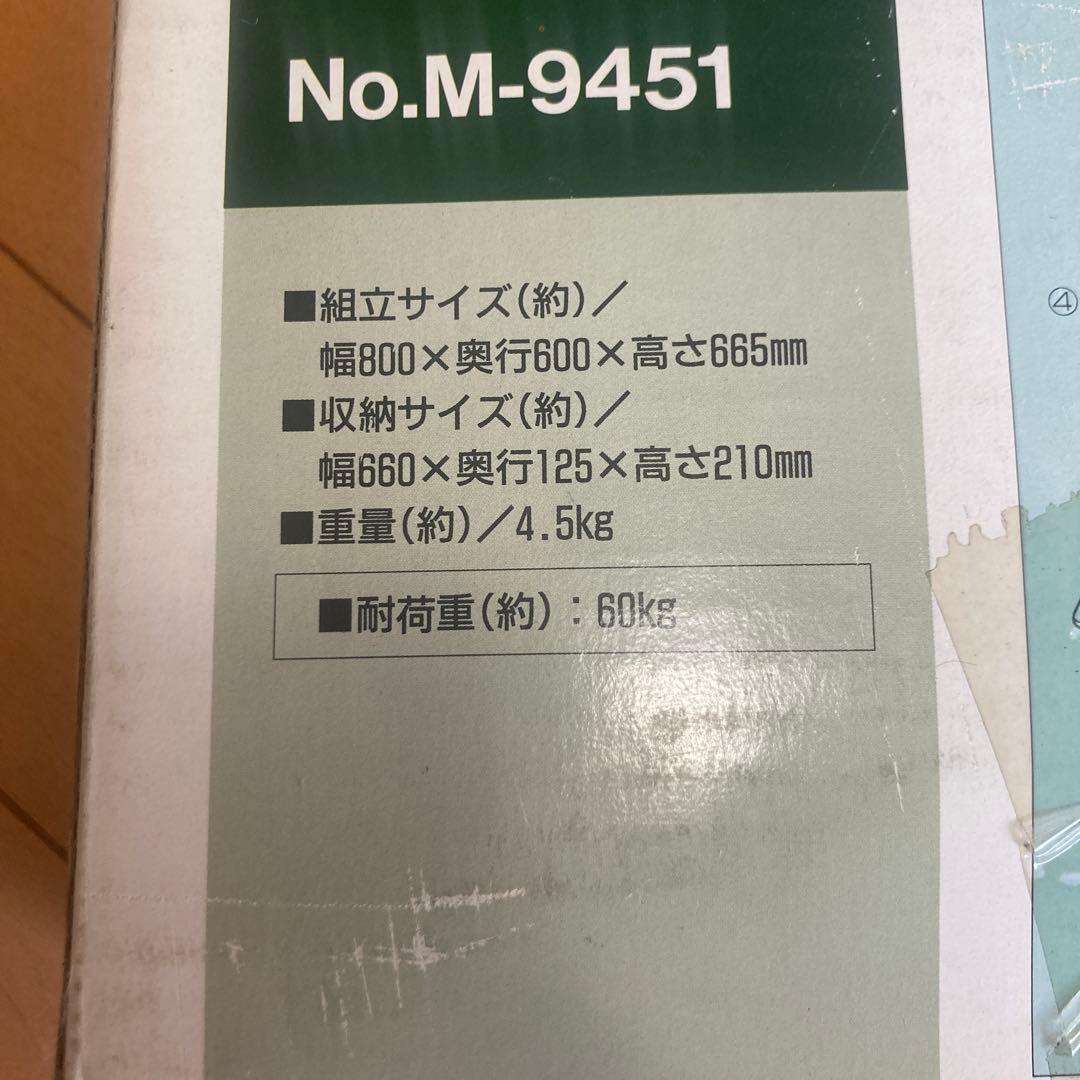 No.M-9451
■組立サイズ(約)／
幅800×奥行600×高さ665mm
■収納サイズ(約)／
幅660×奥行125×高さ210mm
■重量(約)／4.5kg
■耐荷重(約)：60kg
④